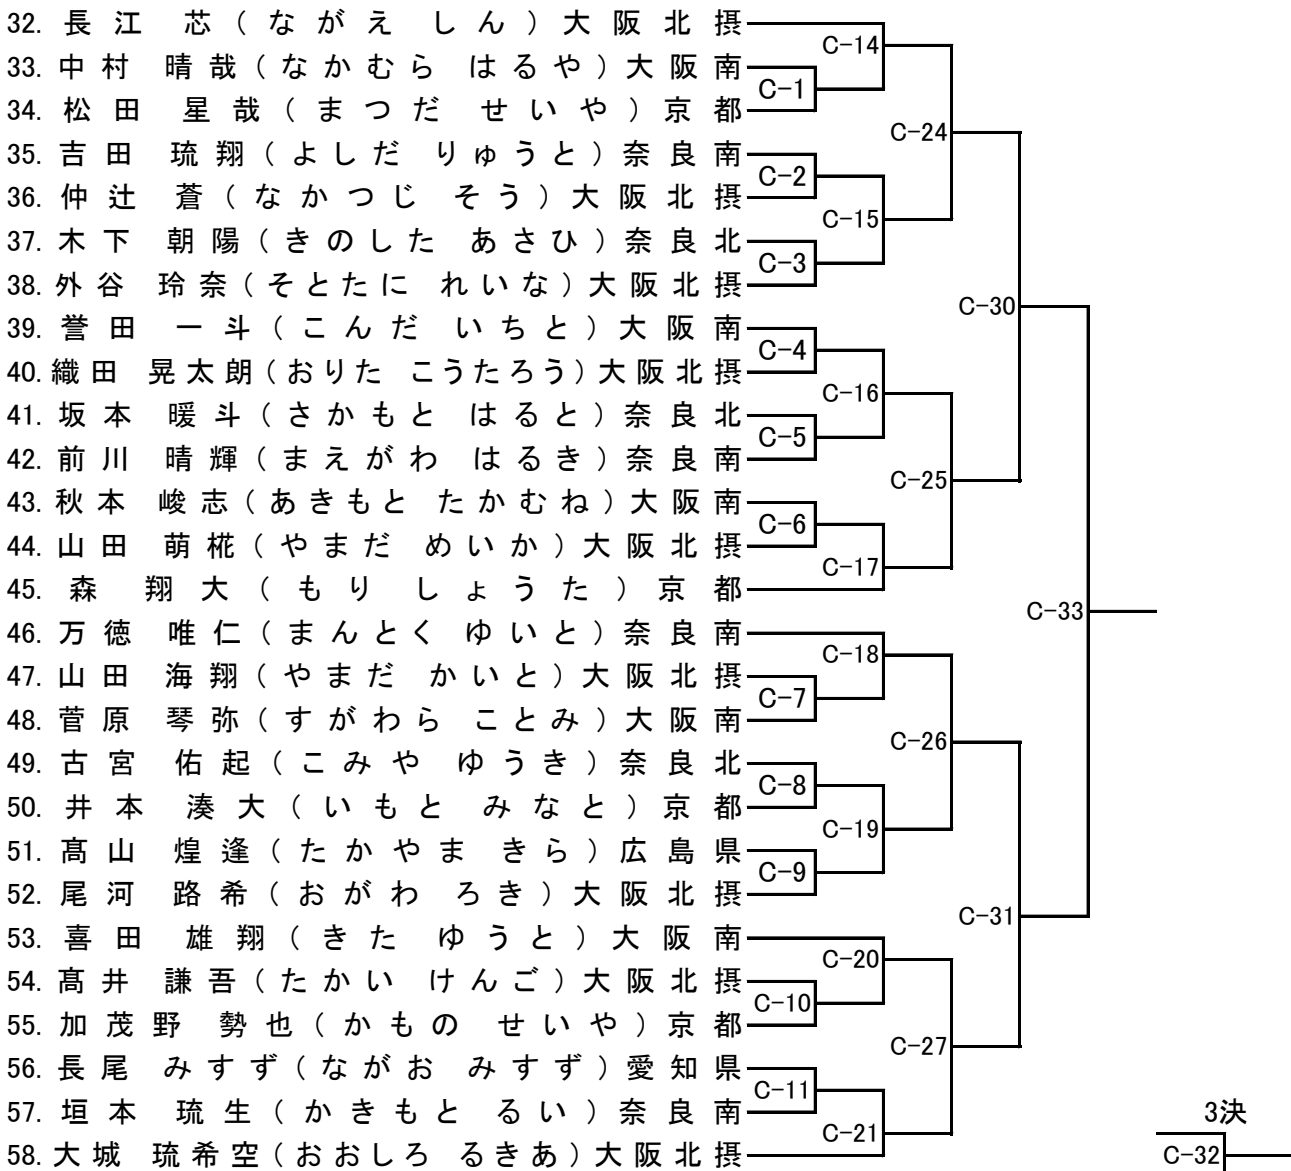 32. 長江 芯(ながえ しん)大阪北摂
C-14
33. 中村 晴哉(なかむら はるや)大阪南
C-1
34. 松田 星哉(まつだ せいや)京都
C-24
35. 吉田 琉翔(よしだ りゅうと)奈良南
C-2
36. 仲辻 蒼(なかつじ そう)大阪北摂
C-15
37. 木下 朝陽(きのした あさひ)奈良北
C-3
38. 外谷 玲奈(そとたに れいな)大阪北摂
C-30
39. 誉田 一斗(こんだ いちと)大阪南
C-4
40. 織田 晃太朗(おりた こうたろう)大阪北摂
C-16
41. 坂本 暖斗(さかもと はると)奈良北
C-5
42. 前川 晴輝(まえがわ はるき)奈良南
C-25
43. 秋本 峻志(あきもと たかむね)大阪南
C-6
44. 山田 萌椛(やまだ めいか)大阪北摂
C-17
45. 森 翔大(もり しょうた)京都
C-33
46. 万徳 唯仁(まんとく ゆいと)奈良南
C-18
47. 山田 海翔(やまだ かいと)大阪北摂
C-7
48. 菅原 琴弥(すがわら ことみ)大阪南
C-26
49. 古宮 佑起(こみや ゆうき)奈良北
C-8
50. 井本 湊大(いもと みなと)京都
C-19
51. 髙山 煌逢(たかやま きら)広島県
C-9
52. 尾河 路希(おがわ ろき)大阪北摂
C-31
53. 喜田 雄翔(きた ゆうと)大阪南
C-20
54. 髙井 謙吾(たかい けんご)大阪北摂
C-10
55. 加茂野 勢也(かもの せいや)京都
C-27
56. 長尾 みすず(ながお みすず)愛知県
C-11
57. 垣本 琉生(かきもと るい)奈良南
3決
C-21
58. 大城 琉希空(おおしろ るきあ)大阪北摂
C-32